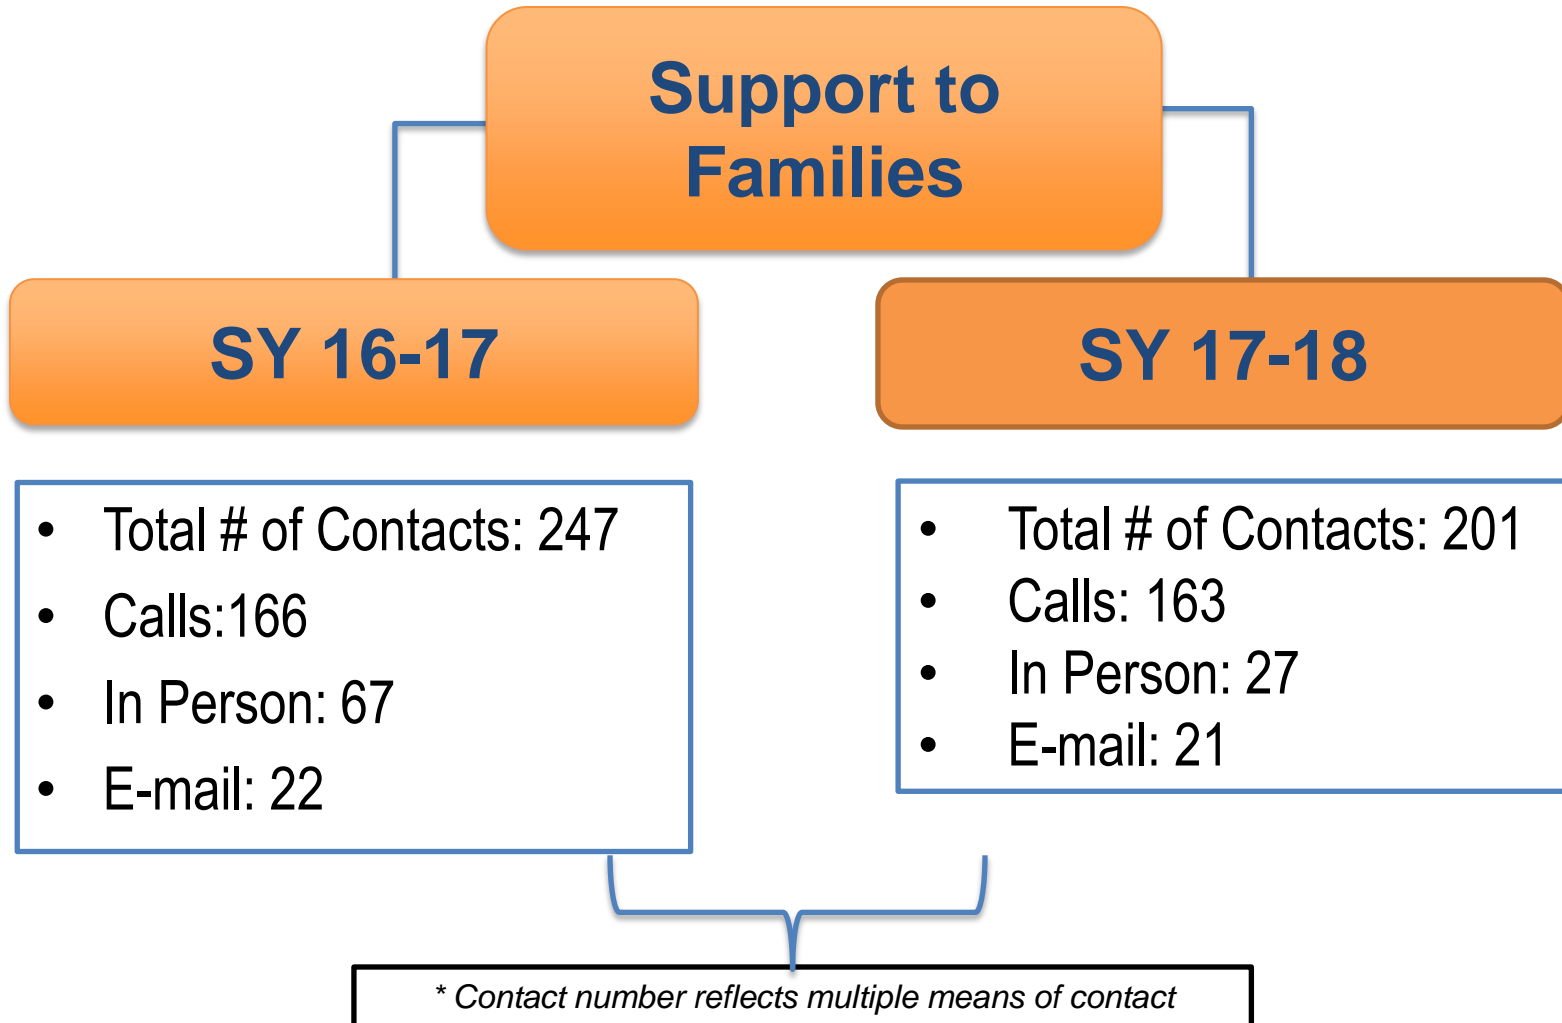 Support to
Families
SY 16-17
SY 17-18
• Total # of Contacts: 247
• Calls:166
• In Person: 67
• E-mail: 22
• Total # of Contacts: 201
• Calls: 163
• In Person: 27
• E-mail: 21
* Contact number reflects multiple means of contact